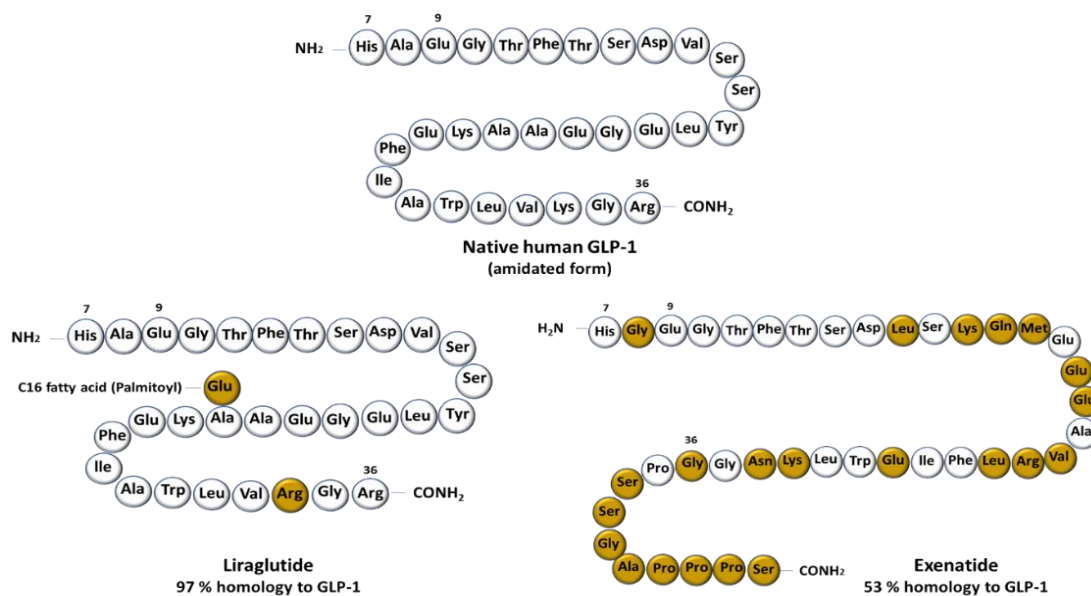 7 9
NH₂ His Ala Glu Gly Thr Phe Thr Ser Asp Val Ser
Ser
Phe Glu Lys Ala Ala Glu Gly Glu Leu Tyr
Ile
36
Ala Trp Leu Val Lys Gly Arg CONH₂
Native human GLP-1
(amidated form)
7 9
NH₂ His Ala Glu Gly Thr Phe Thr Ser Asp Val Ser
Ser
C16 fatty acid (Palmitoyl) Glu
Phe Glu Lys Ala Ala Glu Gly Glu Leu Tyr
Ile
36
Ala Trp Leu Val Arg Gly Arg CONH₂
Liraglutide
97 % homology to GLP-1
7 9
H₂N His Gly Glu Gly Thr Phe Thr Ser Asp Leu Ser Lys Gln Met Glu
Glu
Glu
Ala
36
Ser Pro Gly Gly Asn Lys Leu Trp Glu Ile Phe Leu Arg Val
Ser
Gly
Ala Pro Pro Pro Ser CONH₂
Exenatide
53 % homology to GLP-1